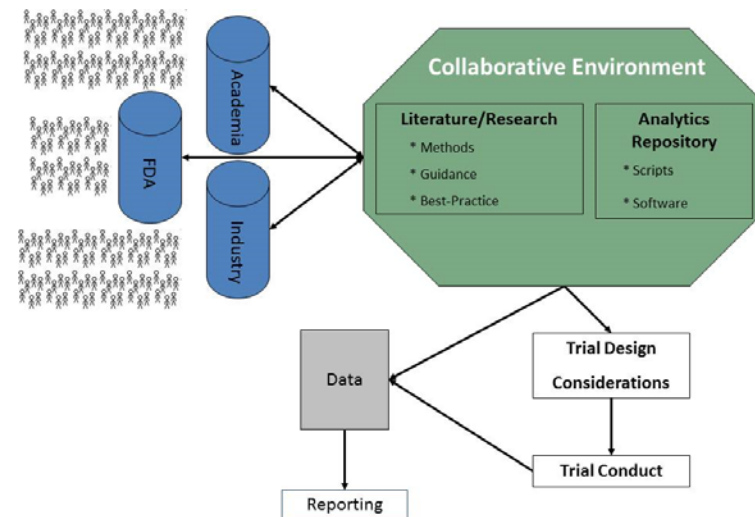 Academia
FDA
Industry
Collaborative Environment
Literature/Research
* Methods
* Guidance
* Best-Practice
Analytics
Repository
* Scripts
* Software
Data
Trial Design
Considerations
Trial Conduct
Reporting